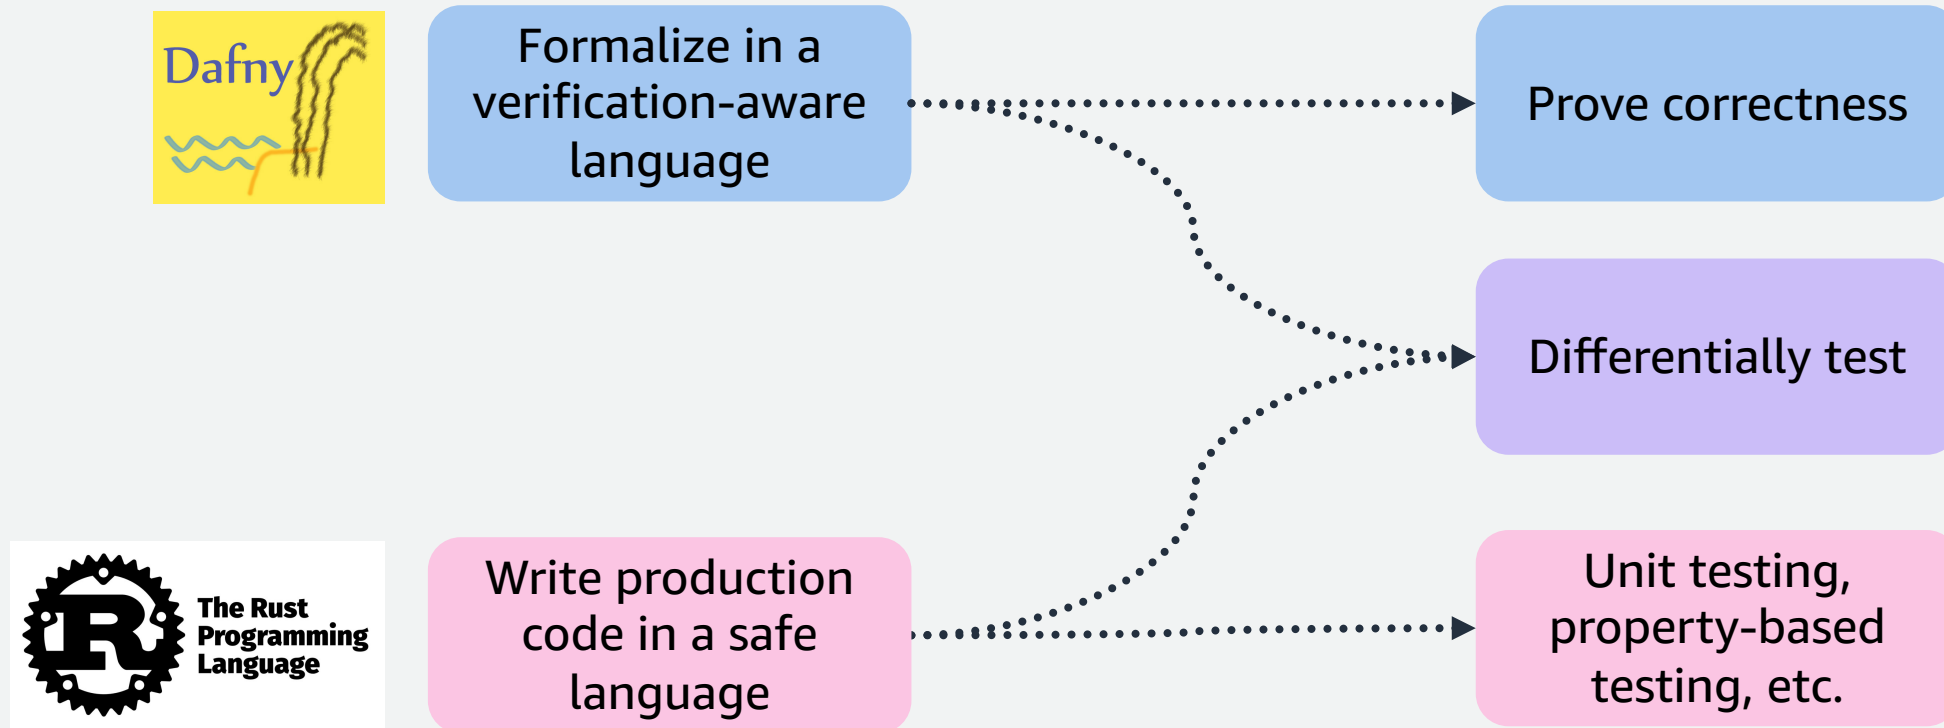 Dafny
Formalize in a
verification-aware
language
Prove correctness
Differentially test
R
The Rust
Programming
Language
Write production
code in a safe
language
Unit testing,
property-based
testing, etc.